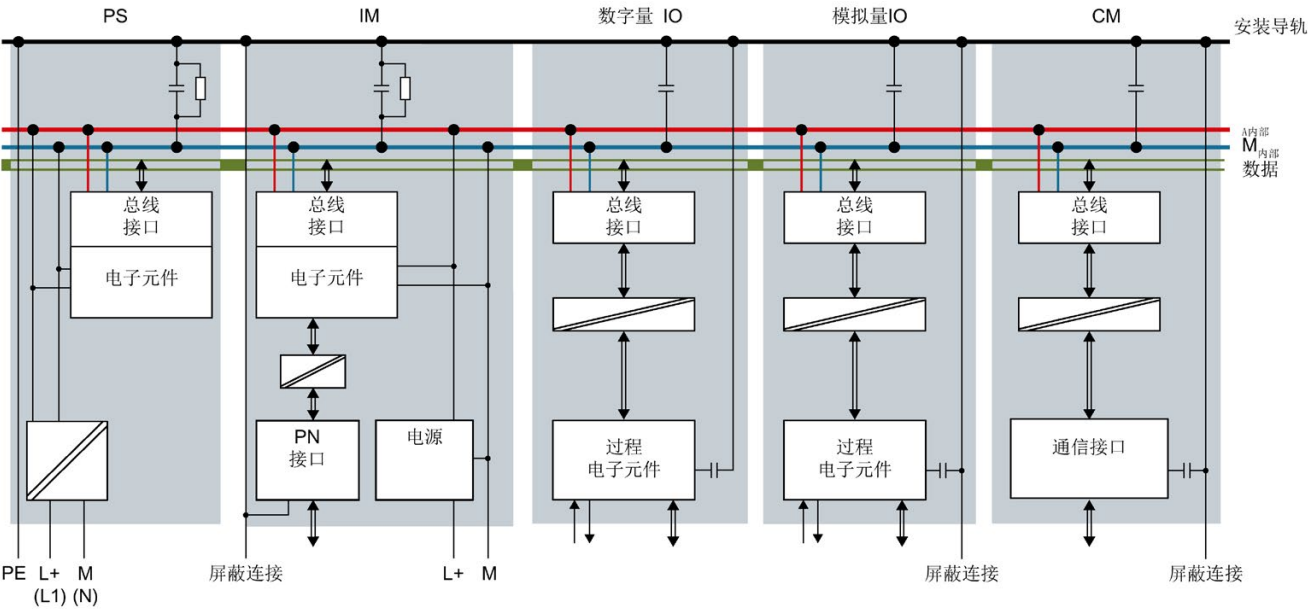 PS
IM
数字量 IO
模拟量IO
CM
安装导轨
A内部
M内部
数据
总线
接口
电子元件
总线
接口
电子元件
总线
接口
总线
接口
总线
接口
PN
接口
电源
过程
电子元件
过程
电子元件
通信接口
PE
L+
(L1)
M
(N)
屏蔽连接
L+
M
屏蔽连接
屏蔽连接